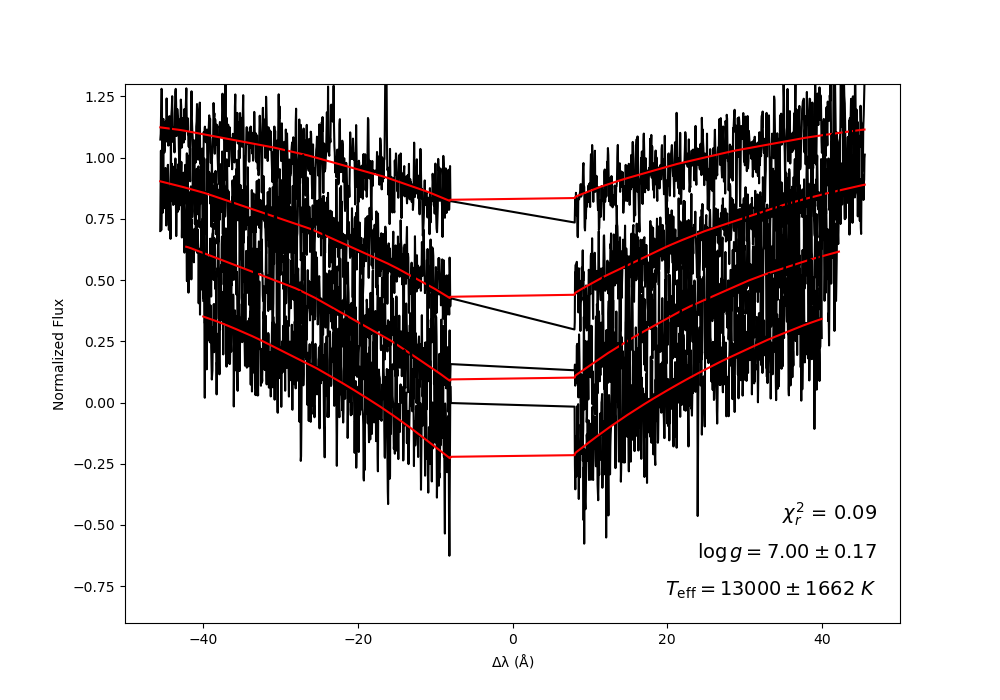 1.25
1.00
0.75
0.50
0.25
0.00
−0.25
−0.50
−0.75
Normalized Flux
χ²ᵣ = 0.09
log g = 7.00 ± 0.17
T_eff = 13000 ± 1662 K
−40
−20
0
20
40
Δλ (Å)